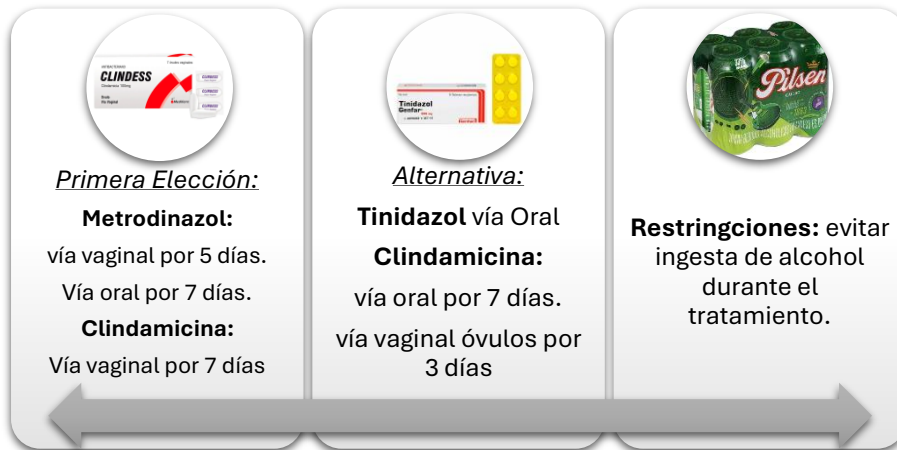 CLINDESS
Primera Elección:
Metrodinazol:
vía vaginal por 5 días.
Vía oral por 7 días.
Clindamicina:
Vía vaginal por 7 días
Tinidazol
Genfar
Alternativa:
Tinidazol vía Oral
Clindamicina:
vía oral por 7 días.
vía vaginal óvulos por
3 días
Pilsen
Restringciones: evitar
ingesta de alcohol
durante el
tratamiento.